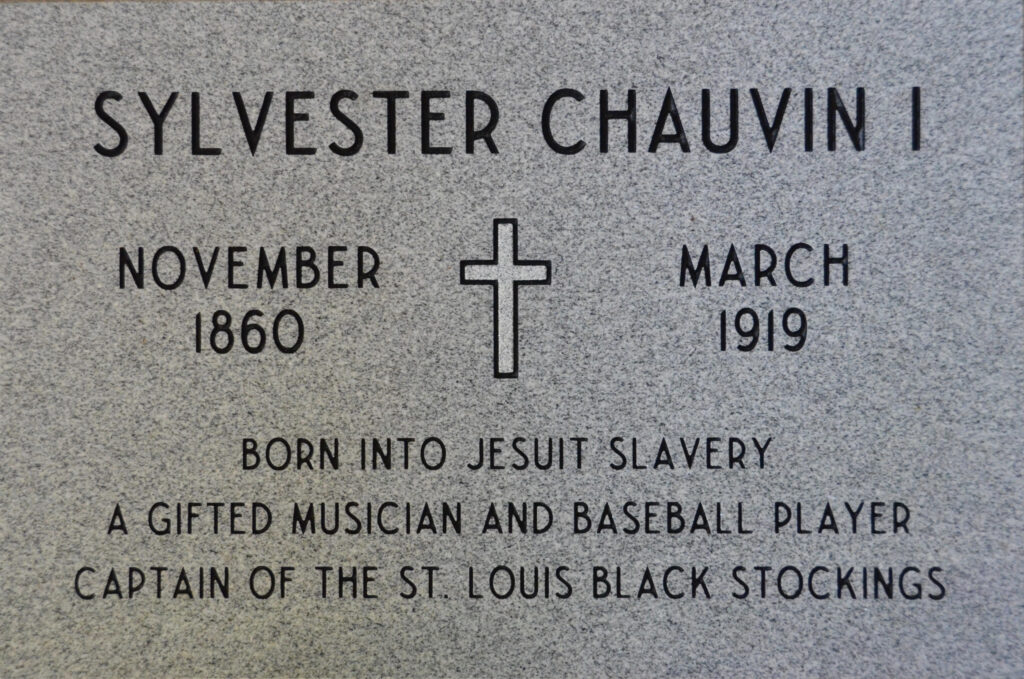 SYLVESTER CHAUVIN I
NOVEMBER
1860
MARCH
1919
BORN INTO JESUIT SLAVERY
A GIFTED MUSICIAN AND BASEBALL PLAYER
CAPTAIN OF THE ST. LOUIS BLACK STOCKINGS